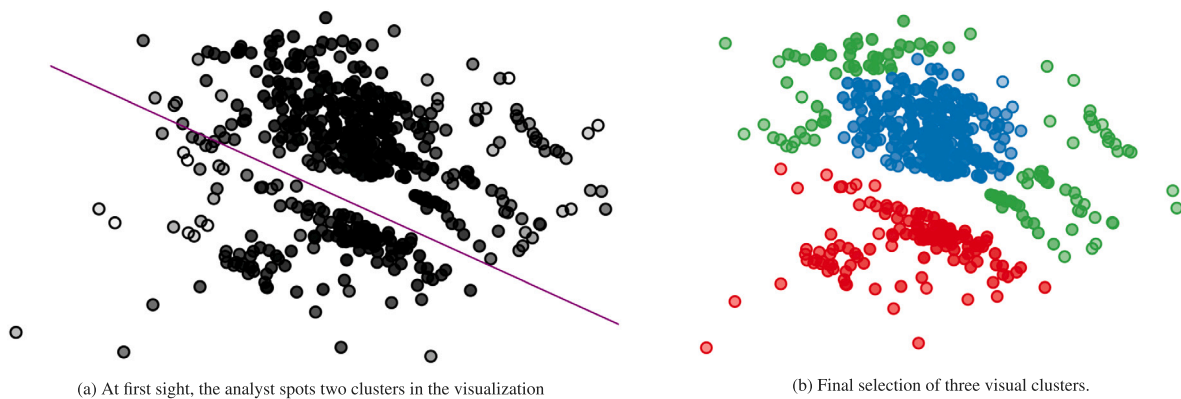 (a) At first sight, the analyst spots two clusters in the visualization
(b) Final selection of three visual clusters.